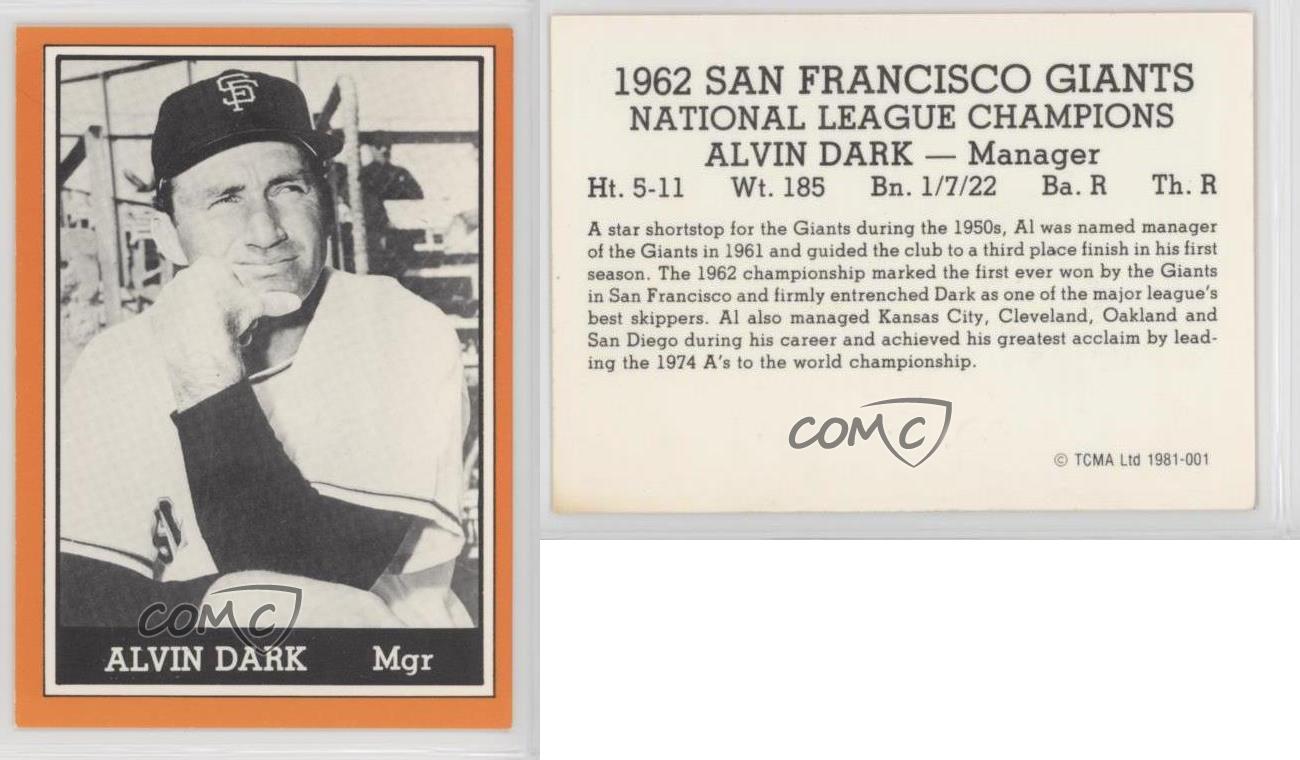 SF
COMC
ALVIN DARK Mgr
1962 SAN FRANCISCO GIANTS
NATIONAL LEAGUE CHAMPIONS
ALVIN DARK — Manager
Ht. 5-11 Wt. 185 Bn. 1/7/22 Ba. R Th. R
A star shortstop for the Giants during the 1950s, Al was named manager
of the Giants in 1961 and guided the club to a third place finish in his first
season. The 1962 championship marked the first ever won by the Giants
in San Francisco and firmly entrenched Dark as one of the major league's
best skippers. Al also managed Kansas City, Cleveland, Oakland and
San Diego during his career and achieved his greatest acclaim by lead-
ing the 1974 A's to the world championship.
COMC
© TCMA Ltd 1981-001